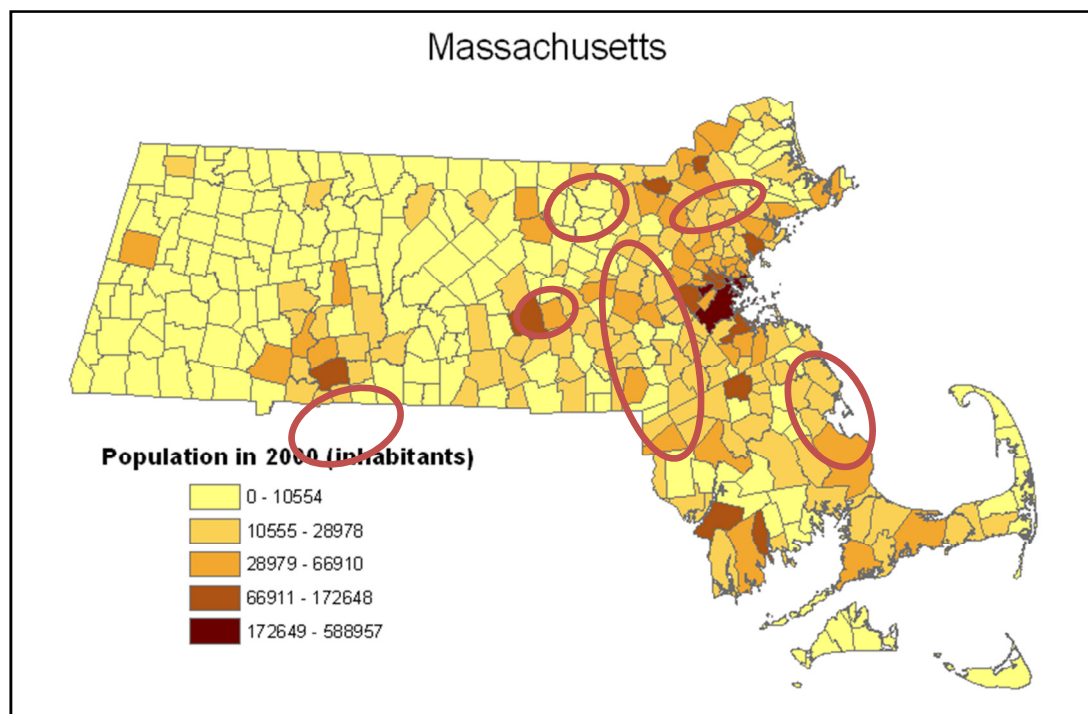 Massachusetts
Population in 2000 (inhabitants)
0 - 10554
10555 - 28978
28979 - 66910
66911 - 172648
172649 - 588957